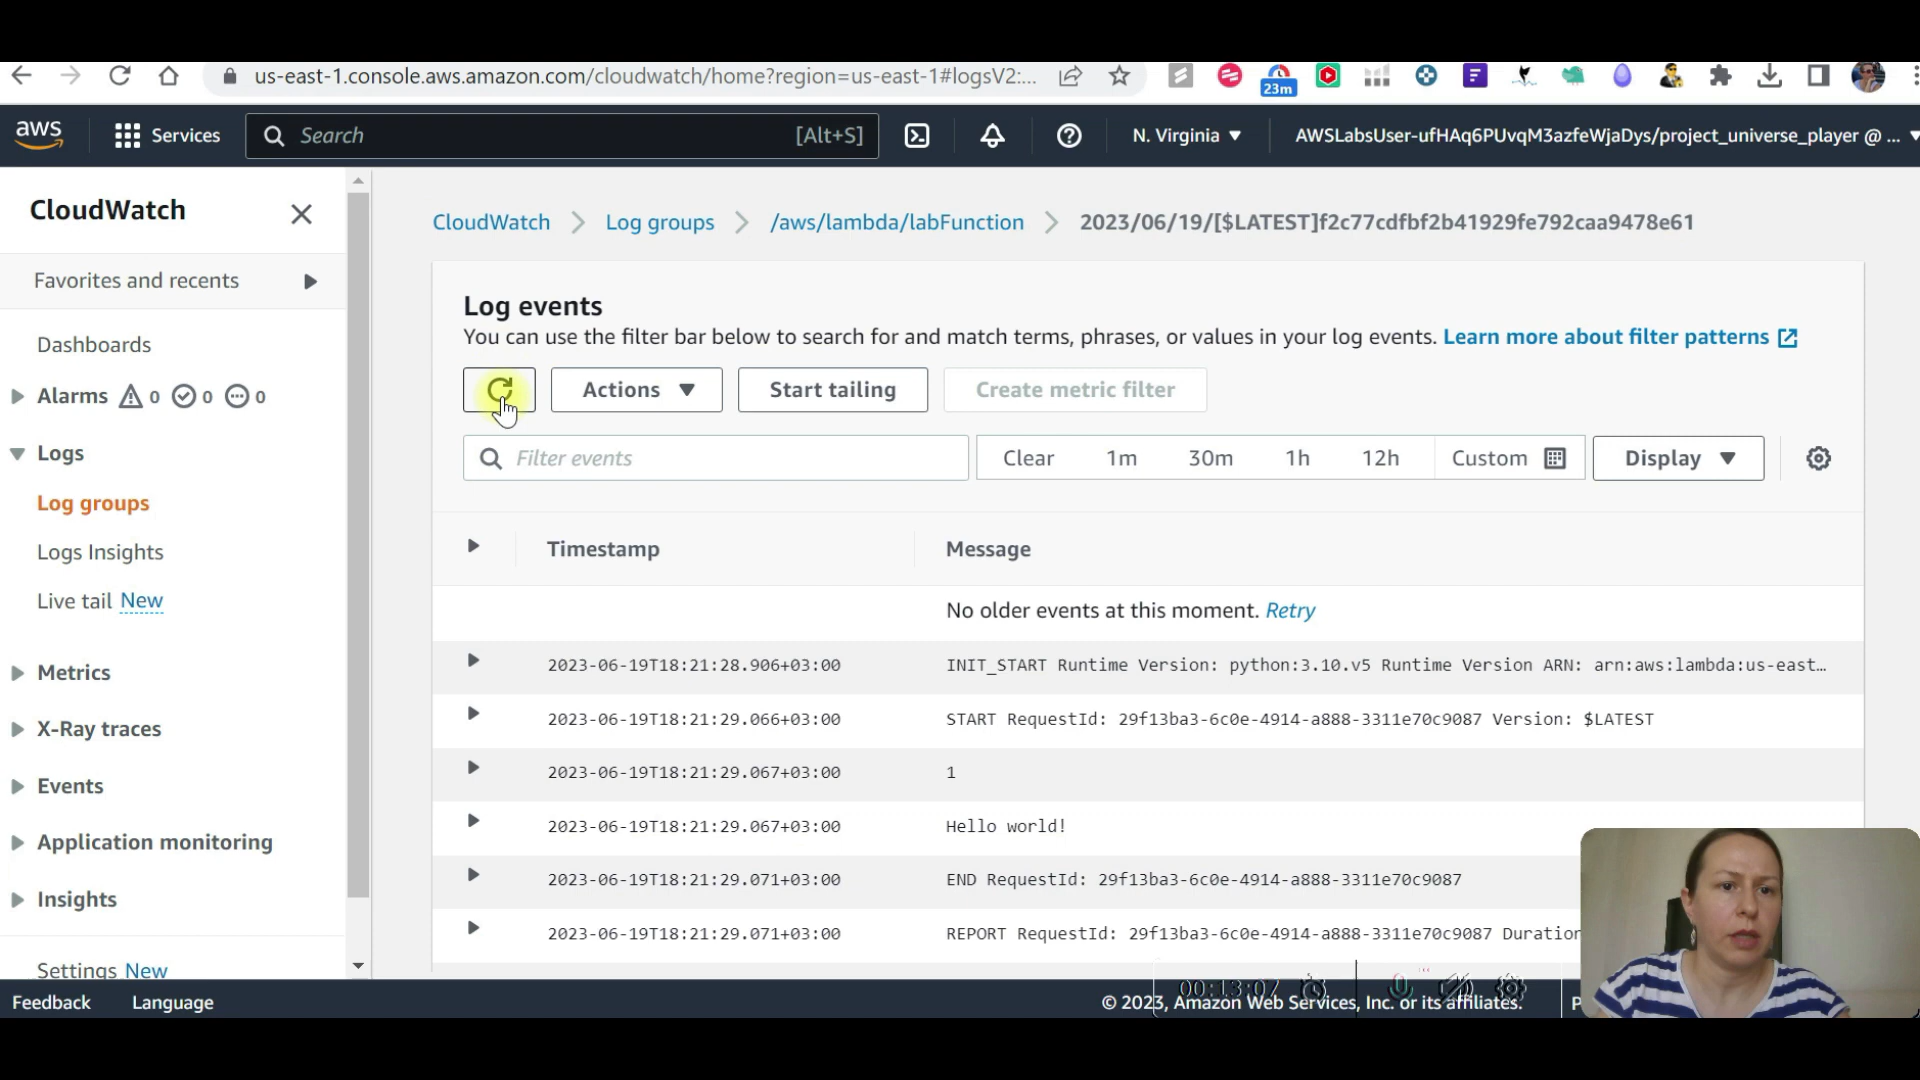 us-east-1.console.aws.amazon.com/cloudwatch/home?region=us-east-1#logsV2:...
23m
aws
Services
Search
[Alt+S]
N. Virginia
AWSLabsUser-ufHAq6PUvqM3azfeWjaDys/project_universe_player @ ...
CloudWatch
Favorites and recents
Dashboards
Alarms 0 0 0
Logs
Log groups
Logs Insights
Live tail New
Metrics
X-Ray traces
Events
Application monitoring
Insights
Settings New
CloudWatch
Log groups
/aws/lambda/labFunction
2023/06/19/[$LATEST]f2c77cdfbf2b41929fe792caa9478e61
Log events
You can use the filter bar below to search for and match terms, phrases, or values in your log events. Learn more about filter patterns
Actions
Start tailing
Create metric filter
Filter events
Clear 1m 30m 1h 12h Custom
Display
Timestamp Message
No older events at this moment. Retry
2023-06-19T18:21:28.906+03:00 INIT_START Runtime Version: python:3.10.v5 Runtime Version ARN: arn:aws:lambda:us-east…
2023-06-19T18:21:29.066+03:00 START RequestId: 29f13ba3-6c0e-4914-a888-3311e70c9087 Version: $LATEST
2023-06-19T18:21:29.067+03:00 1
2023-06-19T18:21:29.067+03:00 Hello world!
2023-06-19T18:21:29.071+03:00 END RequestId: 29f13ba3-6c0e-4914-a888-3311e70c9087
2023-06-19T18:21:29.071+03:00 REPORT RequestId: 29f13ba3-6c0e-4914-a888-3311e70c9087 Duration
00:13:07
Feedback
Language
© 2023, Amazon Web Services, Inc. or its affiliates.
P